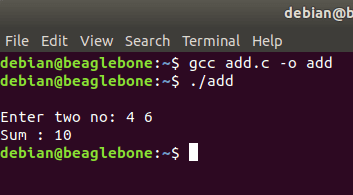 debian@beaglebone
File Edit View Search Terminal Help
debian@beaglebone:~$ gcc add.c -o add
debian@beaglebone:~$ ./add
Enter two no: 4 6
Sum : 10
debian@beaglebone:~$